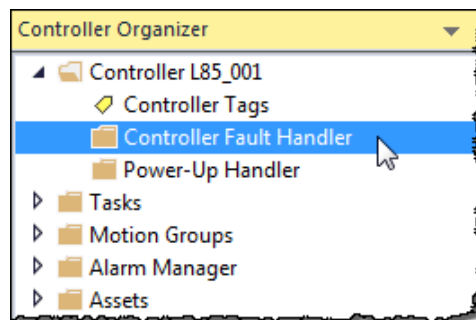 Controller Organizer
Controller L85_001
Controller Tags
Controller Fault Handler
Power-Up Handler
Tasks
Motion Groups
Alarm Manager
Assets